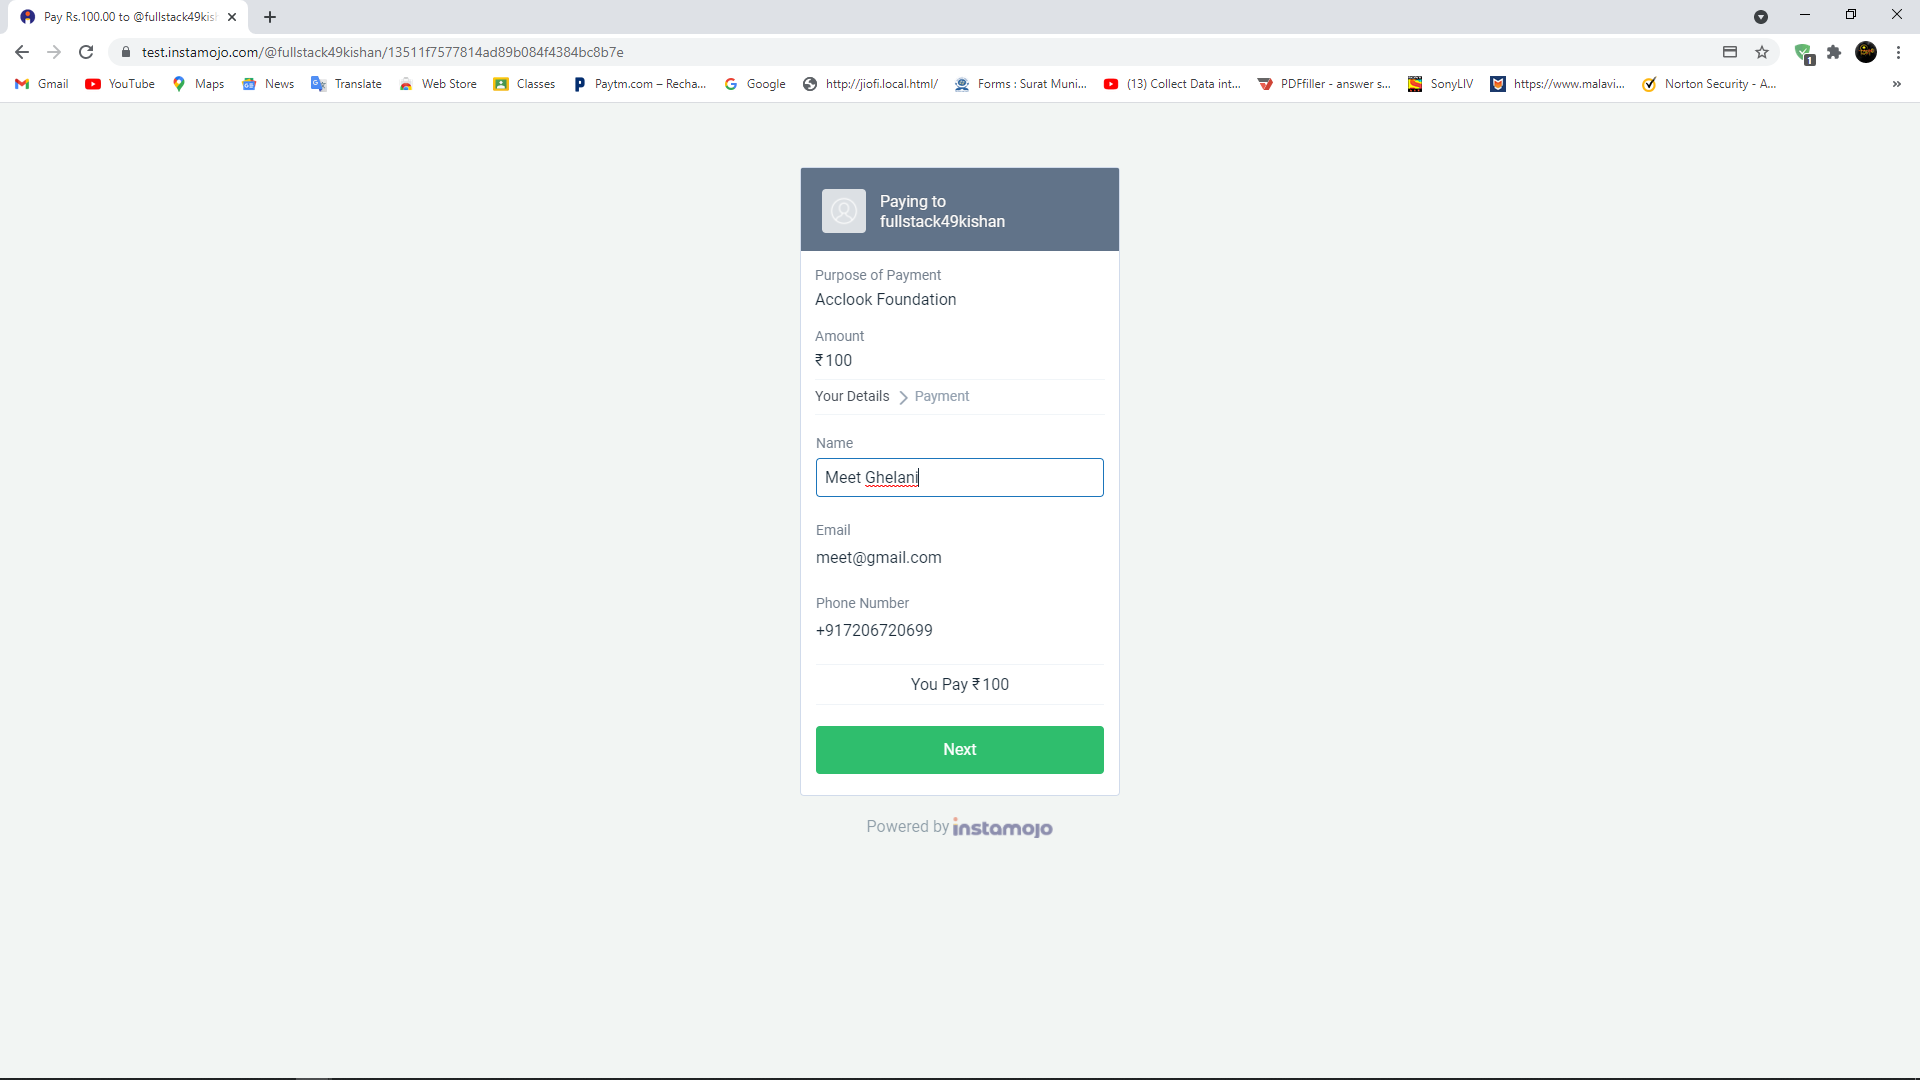 Pay Rs.100.00 to @fullstack49kish
test.instamojo.com/@fullstack49kishan/13511f7577814ad89b084f4384bc8b7e
1
Gmail YouTube Maps News Translate Web Store Classes Paytm.com – Recha... Google http://jiofi.local.html/ Forms : Surat Muni... (13) Collect Data int... PDFfiller - answer s... SonyLIV https://www.malavi... Norton Security - A... »
Paying to
fullstack49kishan
Purpose of Payment
Acclook Foundation
Amount
₹100
Your Details Payment
Name
Meet Ghelani
Email
meet@gmail.com
Phone Number
+917206720699
You Pay ₹100
Next
Powered by instamojo